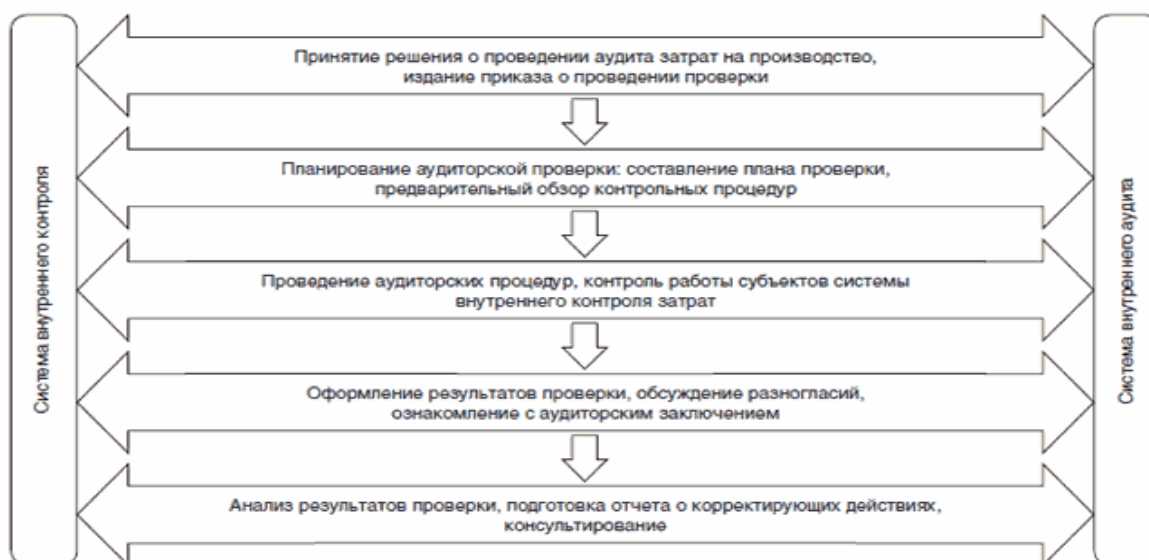 Система внутреннего контроля
Принятие решения о проведении аудита затрат на производство,
издание приказа о проведении проверки
Планирование аудиторской проверки: составление плана проверки,
предварительный обзор контрольных процедур
Проведение аудиторских процедур, контроль работы субъектов системы
внутреннего контроля затрат
Оформление результатов проверки, обсуждение разногласий,
ознакомление с аудиторским заключением
Анализ результатов проверки, подготовка отчета о корректирующих действиях,
консультирование
Система внутреннего аудита